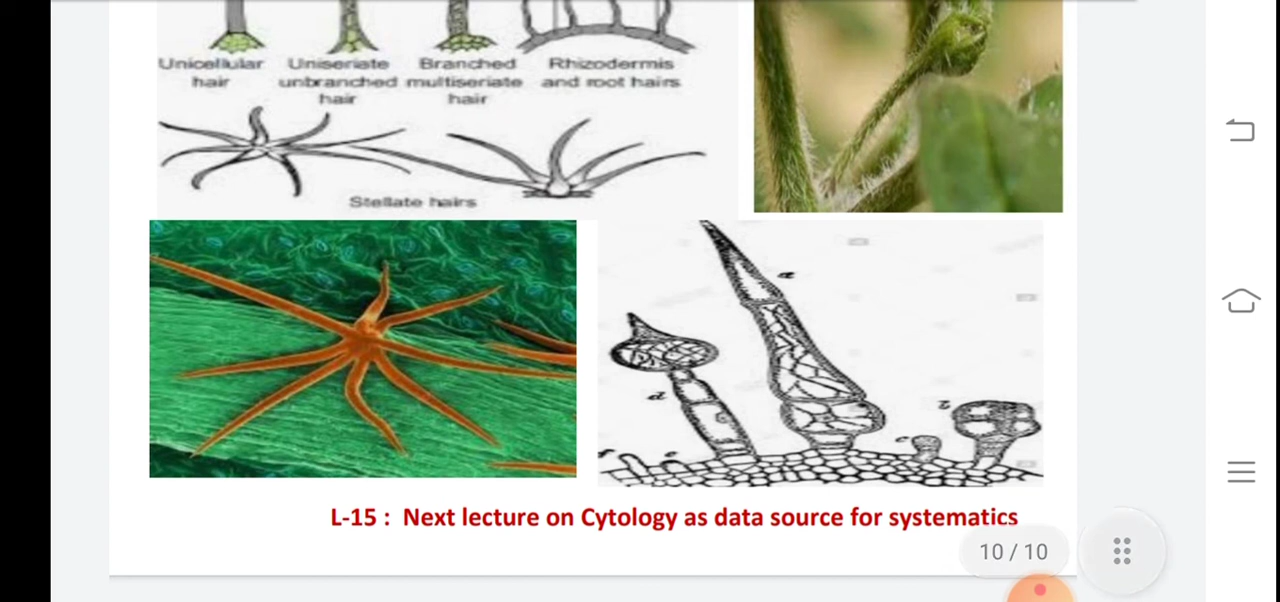 Unicellular
hair
Uniseriate
unbranched
hair
Branched
multiseriate
hair
Rhizodermis
and root hairs
Stellate hairs
a
d
f
e
c
b
L-15 : Next lecture on Cytology as data source for systematics
10 / 10